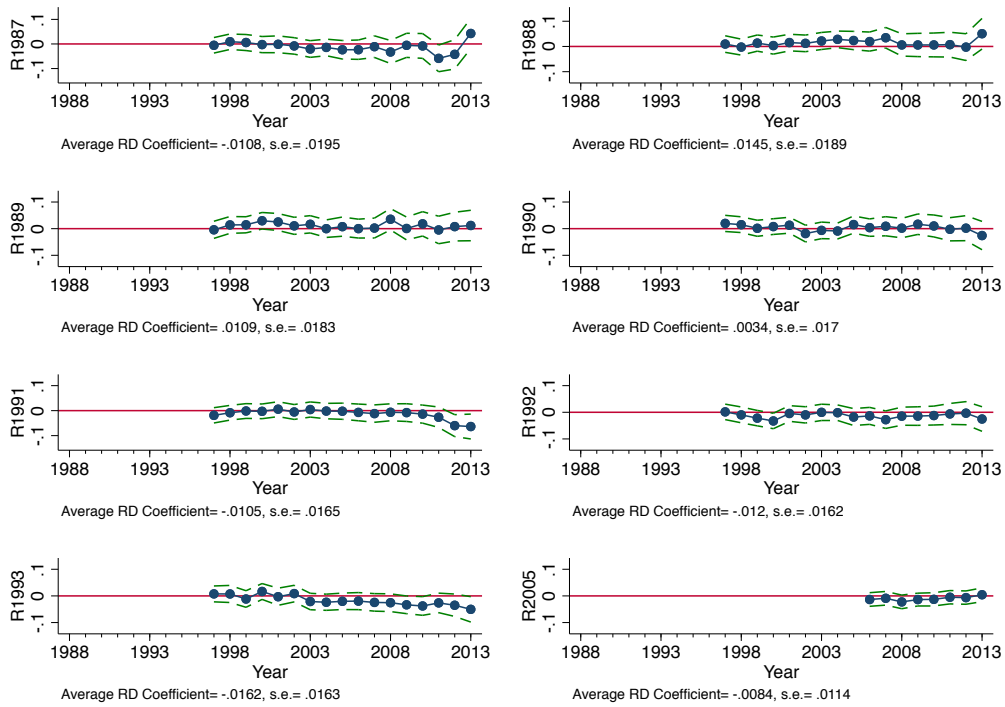 R1987
.1
0
-.1
1988 1993 1998 2003 2008 2013
Year
Average RD Coefficient= -.0108, s.e.= .0195
R1988
.1
0
-.1
1988 1993 1998 2003 2008 2013
Year
Average RD Coefficient= .0145, s.e.= .0189
R1989
.1
0
-.1
1988 1993 1998 2003 2008 2013
Year
Average RD Coefficient= .0109, s.e.= .0183
R1990
.1
0
-.1
1988 1993 1998 2003 2008 2013
Year
Average RD Coefficient= .0034, s.e.= .017
R1991
.1
0
-.1
1988 1993 1998 2003 2008 2013
Year
Average RD Coefficient= -.0105, s.e.= .0165
R1992
.1
0
-.1
1988 1993 1998 2003 2008 2013
Year
Average RD Coefficient= -.012, s.e.= .0162
R1993
.1
0
-.1
1988 1993 1998 2003 2008 2013
Year
Average RD Coefficient= -.0162, s.e.= .0163
R2005
.1
0
-.1
1988 1993 1998 2003 2008 2013
Year
Average RD Coefficient= -.0084, s.e.= .0114